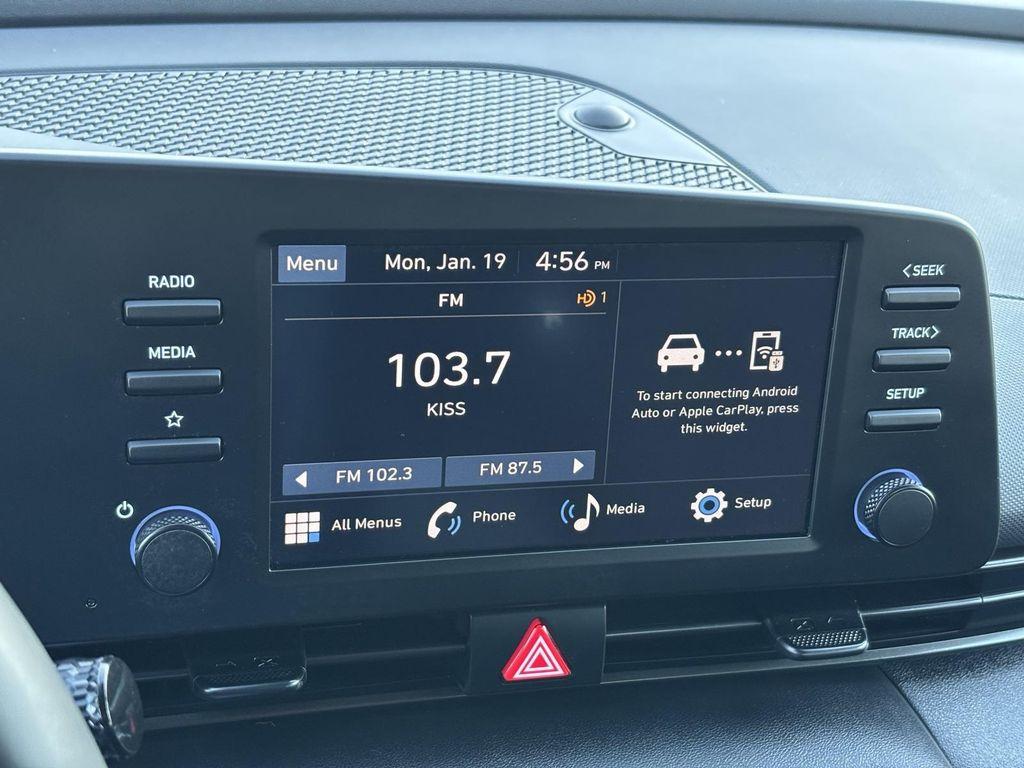 RADIO
MEDIA
Menu
Mon, Jan. 19
4:56 PM
FM
HD 1
103.7
KISS
FM 102.3
FM 87.5
To start connecting Android
Auto or Apple CarPlay, press
this widget.
All Menus
Phone
Media
Setup
<SEEK
TRACK>
SETUP